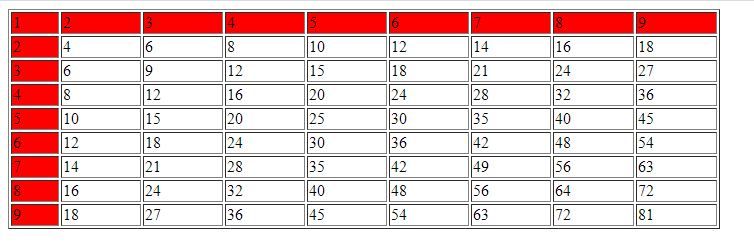 1 2 3 4 5 6 7 8 9
2 4 6 8 10 12 14 16 18
3 6 9 12 15 18 21 24 27
4 8 12 16 20 24 28 32 36
5 10 15 20 25 30 35 40 45
6 12 18 24 30 36 42 48 54
7 14 21 28 35 42 49 56 63
8 16 24 32 40 48 56 64 72
9 18 27 36 45 54 63 72 81